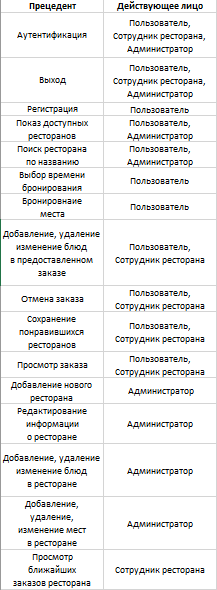 Прецедент Действующее лицо
Аутентификация
Пользователь,
Сотрудник ресторана,
Администратор
Выход
Пользователь,
Сотрудник ресторана,
Администратор
Регистрация
Пользователь
Показ доступных
ресторанов
Пользователь,
Администратор
Поиск ресторана
по названию
Пользователь,
Администратор
Выбор времени
бронирования
Пользователь
Бронирвоание
места
Пользователь
Добавление, удаление
изменение блюд
в предоставленном
заказе
Пользователь,
Сотрудник ресторана
Отмена заказа
Пользователь,
Сотрудник ресторана
Сохранение
понравившихся
ресторанов
Пользователь,
Сотрудник ресторана
Просмотр заказа
Пользователь,
Сотрудник ресторана
Добавление нового
ресторана
Администратор
Редактирование
информации
о ресторане
Администратор
Добавление, удаление
изменение блюд
в ресторане
Администратор
Добавление,
удаление,
изменение мест
в ресторане
Администратор
Просмотр
ближайших
заказов ресторана
Сотрудник ресторана